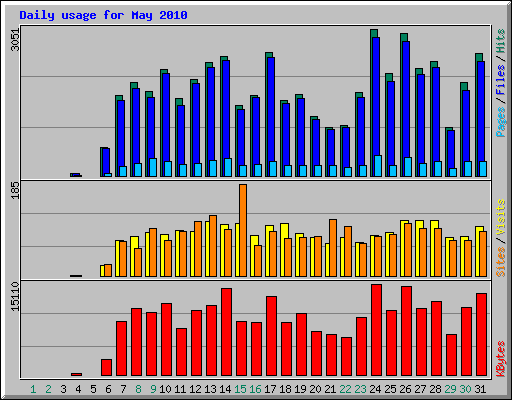 Daily usage for May 2010
3051
Pages / Files / Hits
185
Sites / Visits
15110
KBytes
1 2 3 4 5 6 7 8 9 10 11 12 13 14 15 16 17 18 19 20 21 22 23 24 25 26 27 28 29 30 31